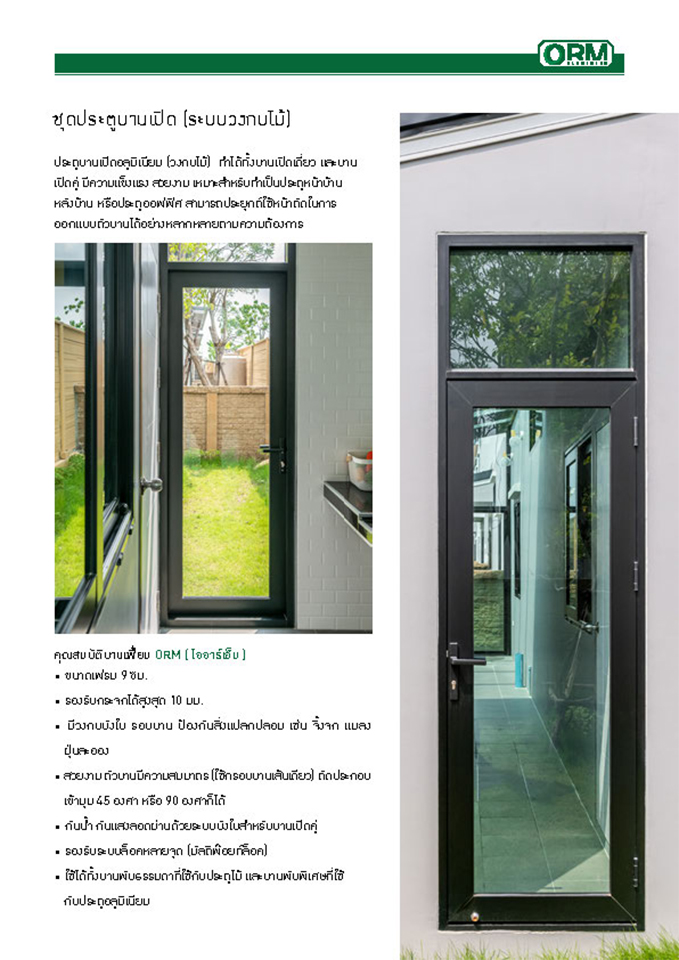 ORM
ALUMINIUM
ชุดประตูบานเปิด (ระบบวงกบไม้)
ประตูบานเปิดอลูมิเนียม (วงกบไม้) ทำได้ทั้งบานเปิดเดี่ยว และบาน
เปิดคู่ มีความแข็งแรง สวยงาม เหมาะสำหรับทำเป็นประตูหน้าบ้าน
หลังบ้าน หรือประตูออฟฟิศ สามารถประยุกต์ใช้หน้าตัดในการ
ออกแบบตัวบานได้อย่างหลากหลายตามความต้องการ
คุณสมบัติบานเฟี้ยม ORM ( โออาร์เอ็ม )
• ขนาดเฟรม 9 ซม.
• รองรับกระจกได้สูงสุด 10 มม.
• มีวงกบบังใบ รอบบาน ป้องกันสิ่งแปลกปลอม เช่น จิ้งจก แมลง
ฝุ่นละออง
• สวยงาม ตัวบานมีความสมมาตร (ใช้กรอบบานเส้นเดียว) ตัดประกอบ
เข้ามุม 45 องศา หรือ 90 องศาก็ได้
• กันน้ำ กันแสงลอดผ่านด้วยระบบบังใบสำหรับบานเปิดคู่
• รองรับระบบล็อคหลายจุด (มัลติพ๊อยท์ล็อค)
• ใช้ได้ทั้งบานพับธรรมดาที่ใช้กับประตูไม้ และบานพับพิเศษที่ใช้
กับประตูอลูมิเนียม